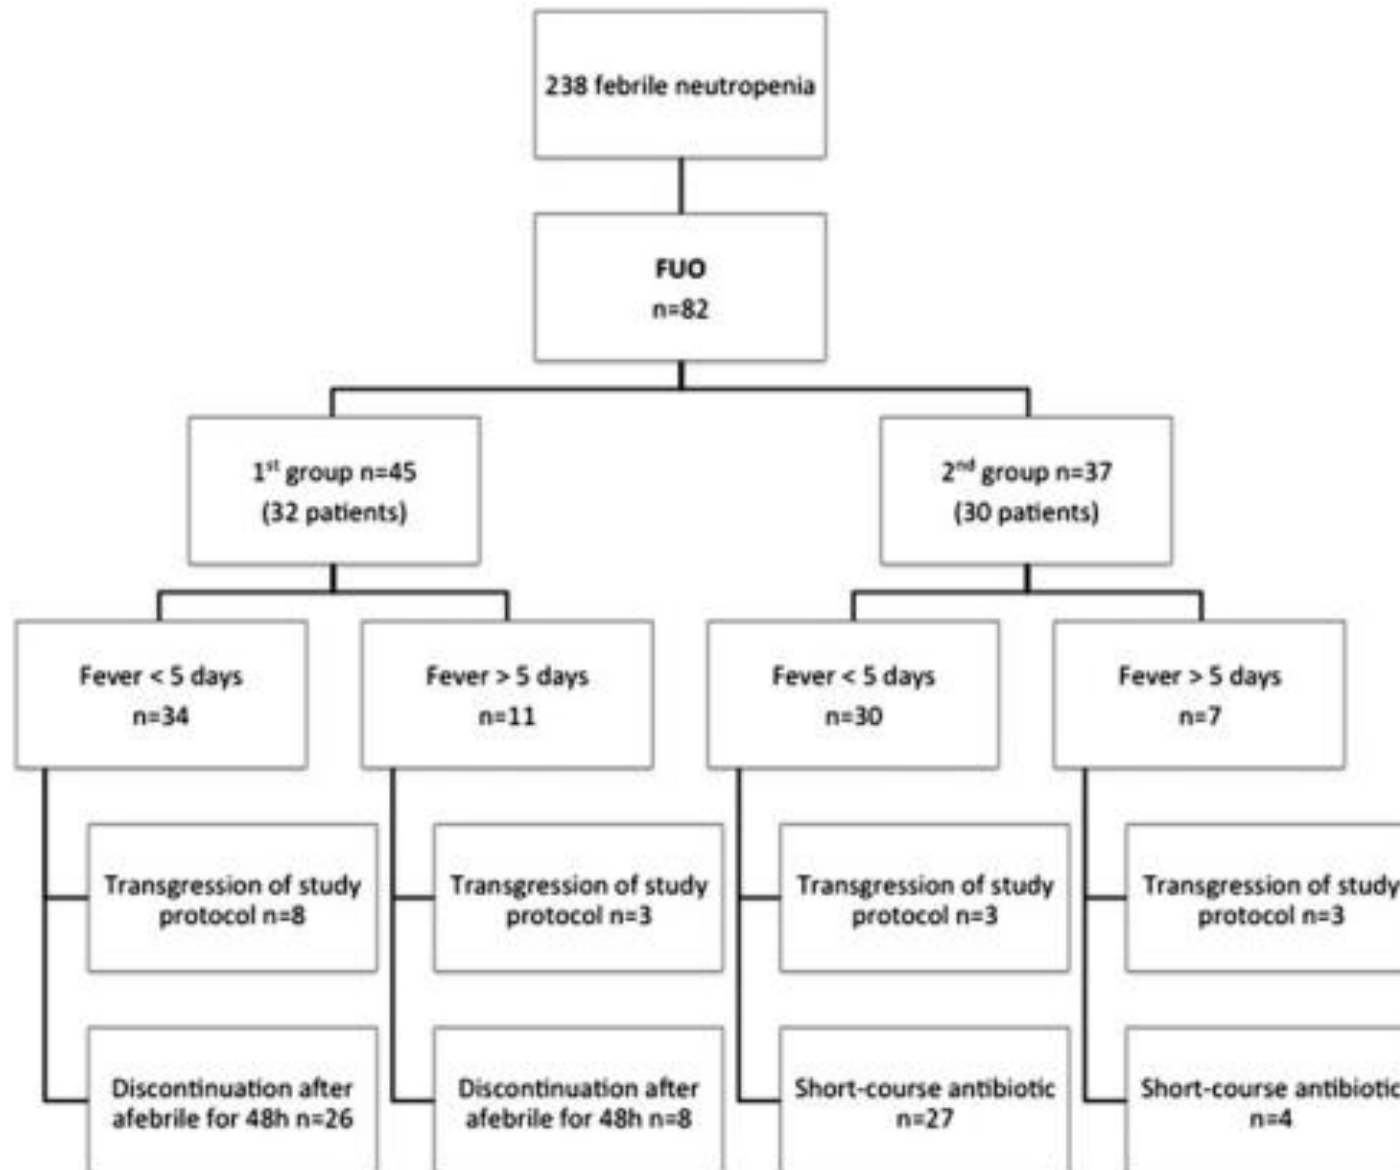 238 febrile neutropenia
FUO
n=82
1st group n=45
(32 patients)
2nd group n=37
(30 patients)
Fever < 5 days
n=34
Fever > 5 days
n=11
Fever < 5 days
n=30
Fever > 5 days
n=7
Transgression of study
protocol n=8
Transgression of study
protocol n=3
Transgression of study
protocol n=3
Transgression of study
protocol n=3
Discontinuation after
afebrile for 48h n=26
Discontinuation after
afebrile for 48h n=8
Short-course antibiotic
n=27
Short-course antibiotic
n=4